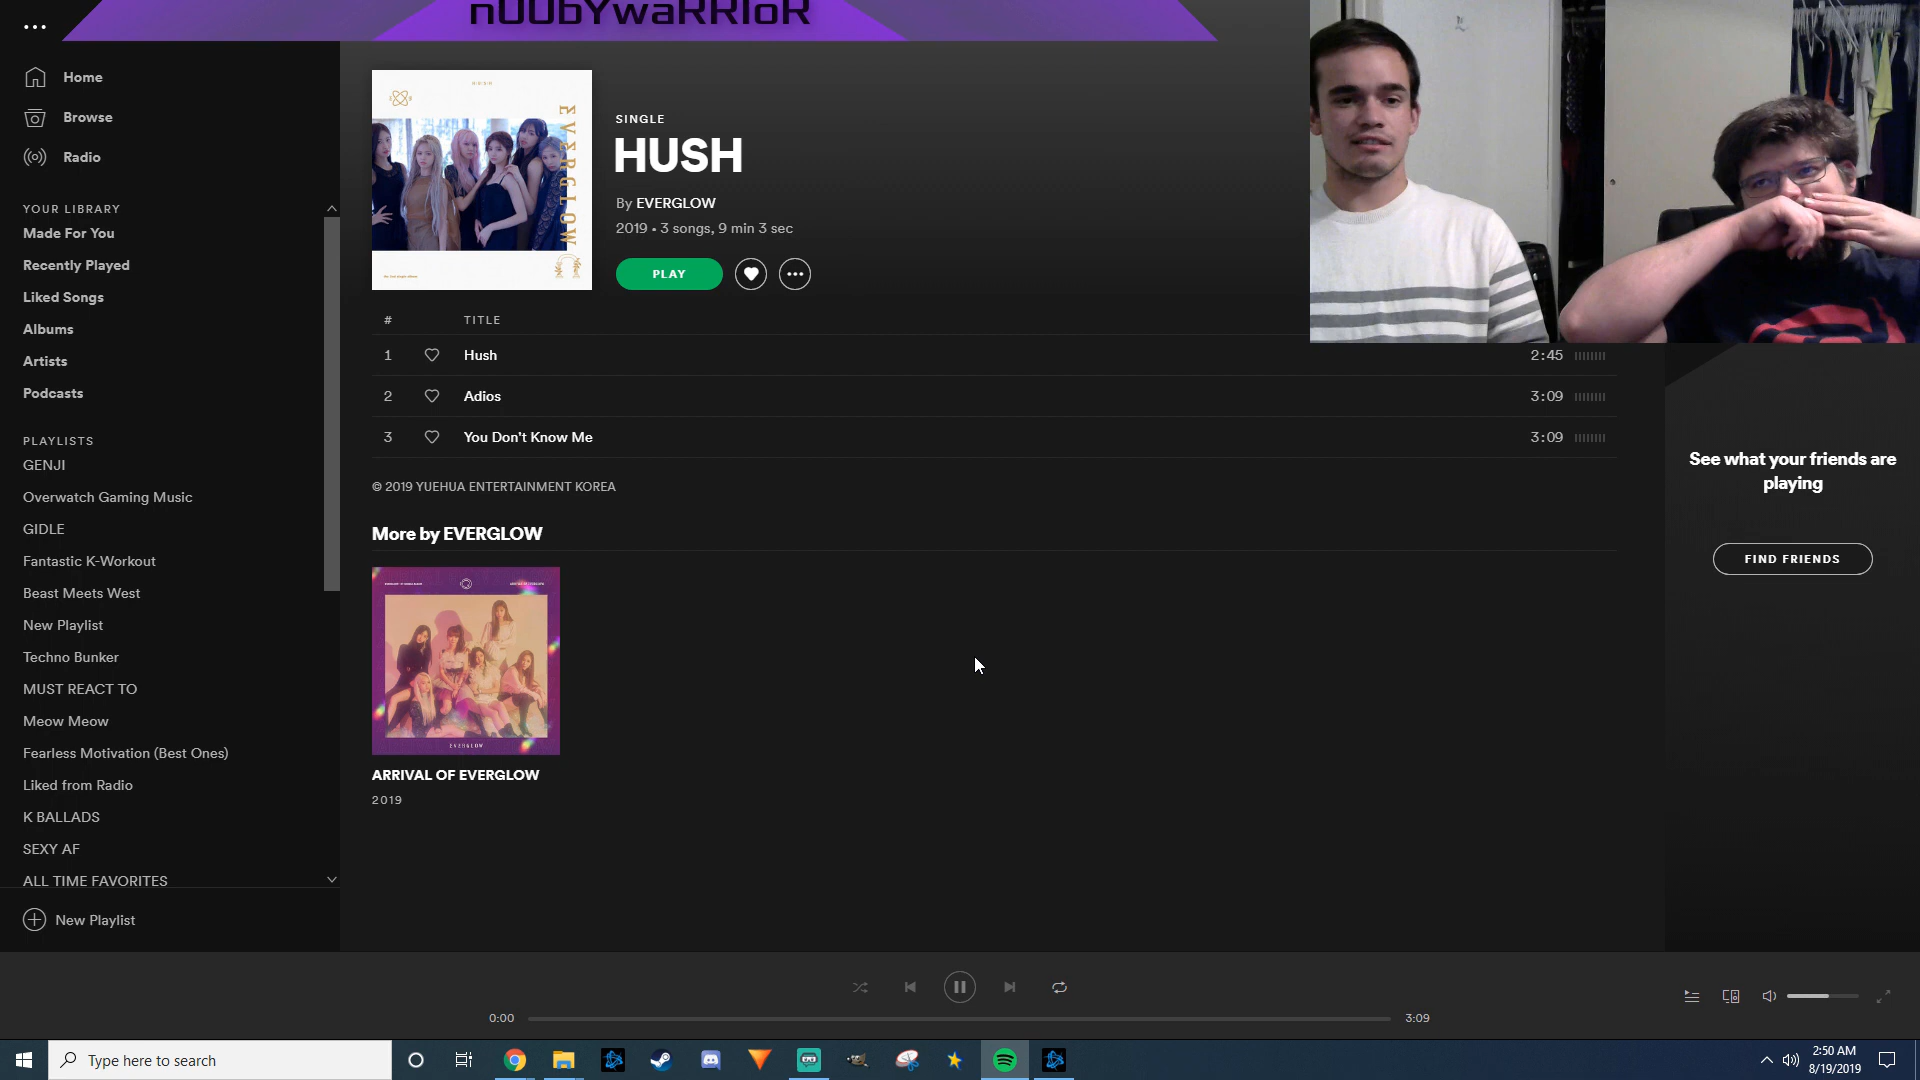 nUUbYwaRRIoR
Home
Browse
Radio
YOUR LIBRARY
Made For You
Recently Played
Liked Songs
Albums
Artists
Podcasts
PLAYLISTS
GENJI
Overwatch Gaming Music
GIDLE
Fantastic K-Workout
Beast Meets West
New Playlist
Techno Bunker
MUST REACT TO
Meow Meow
Fearless Motivation (Best Ones)
Liked from Radio
K BALLADS
SEXY AF
ALL TIME FAVORITES
New Playlist
EVERGLOW
SINGLE
HUSH
By EVERGLOW
2019 • 3 songs, 9 min 3 sec
PLAY
# TITLE
1 Hush 2:45
2 Adios 3:09
3 You Don't Know Me 3:09
© 2019 YUEHUA ENTERTAINMENT KOREA
More by EVERGLOW
EVERGLOW
ARRIVAL OF EVERGLOW
2019
See what your friends are
playing
FIND FRIENDS
0:00 3:09
Type here to search
2:50 AM
8/19/2019